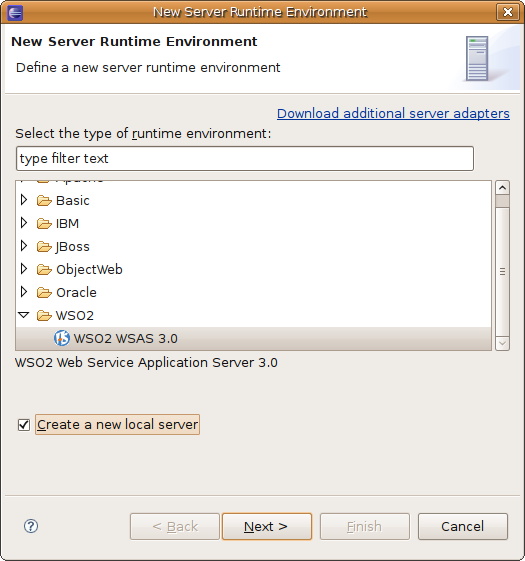 New Server Runtime Environment
New Server Runtime Environment
Define a new server runtime environment
Download additional server adapters
Select the type of runtime environment:
type filter text
Apache
Basic
IBM
JBoss
ObjectWeb
Oracle
WSO2
WSO2 WSAS 3.0
WSO2 Web Service Application Server 3.0
Create a new local server
? < Back Next > Finish Cancel